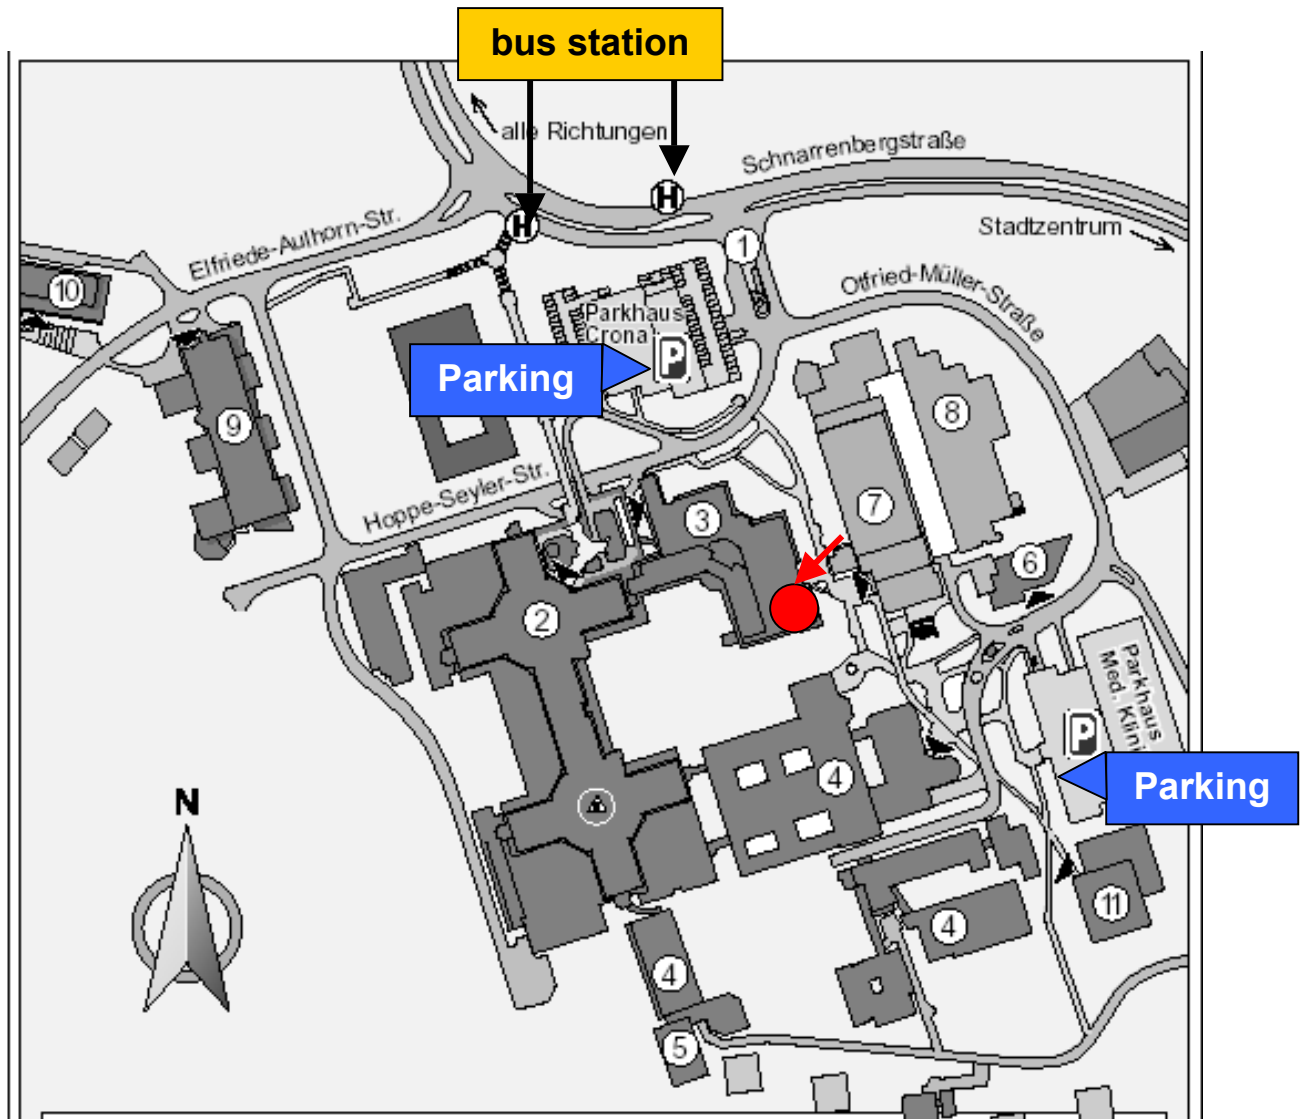 bus station
alle Richtungen
Schnarrenbergstraße
H
H
Elfriede-Aulhorn-Str.
Stadtzentrum
1
10
Otfried-Müller-Straße
Parkhaus
Crona
P
Parking
9
8
Hoppe-Seyler-Str.
7
3
6
2
Parkhaus
Med. Klini
P
4
Parking
N
11
4
4
5